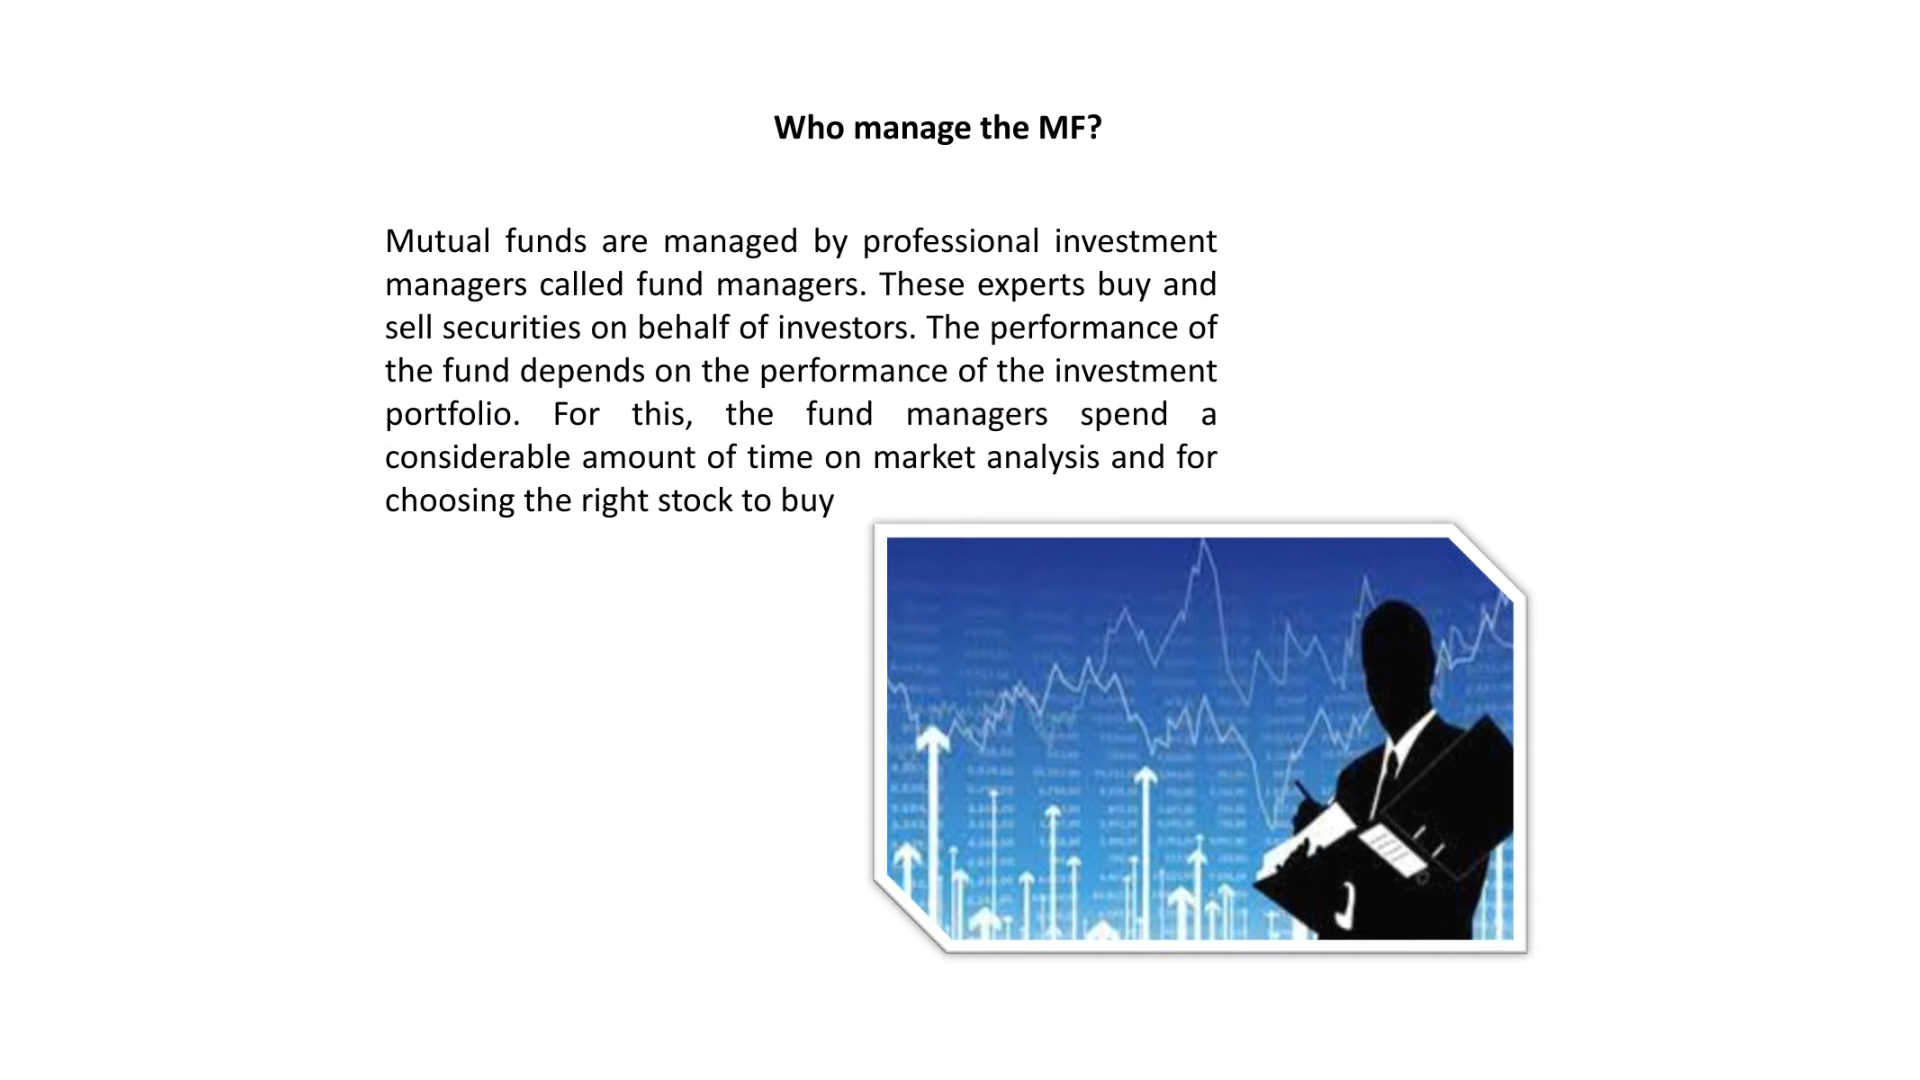 Who manage the MF?
Mutual funds are managed by professional investment
managers called fund managers. These experts buy and
sell securities on behalf of investors. The performance of
the fund depends on the performance of the investment
portfolio. For this, the fund managers spend a
considerable amount of time on market analysis and for
choosing the right stock to buy